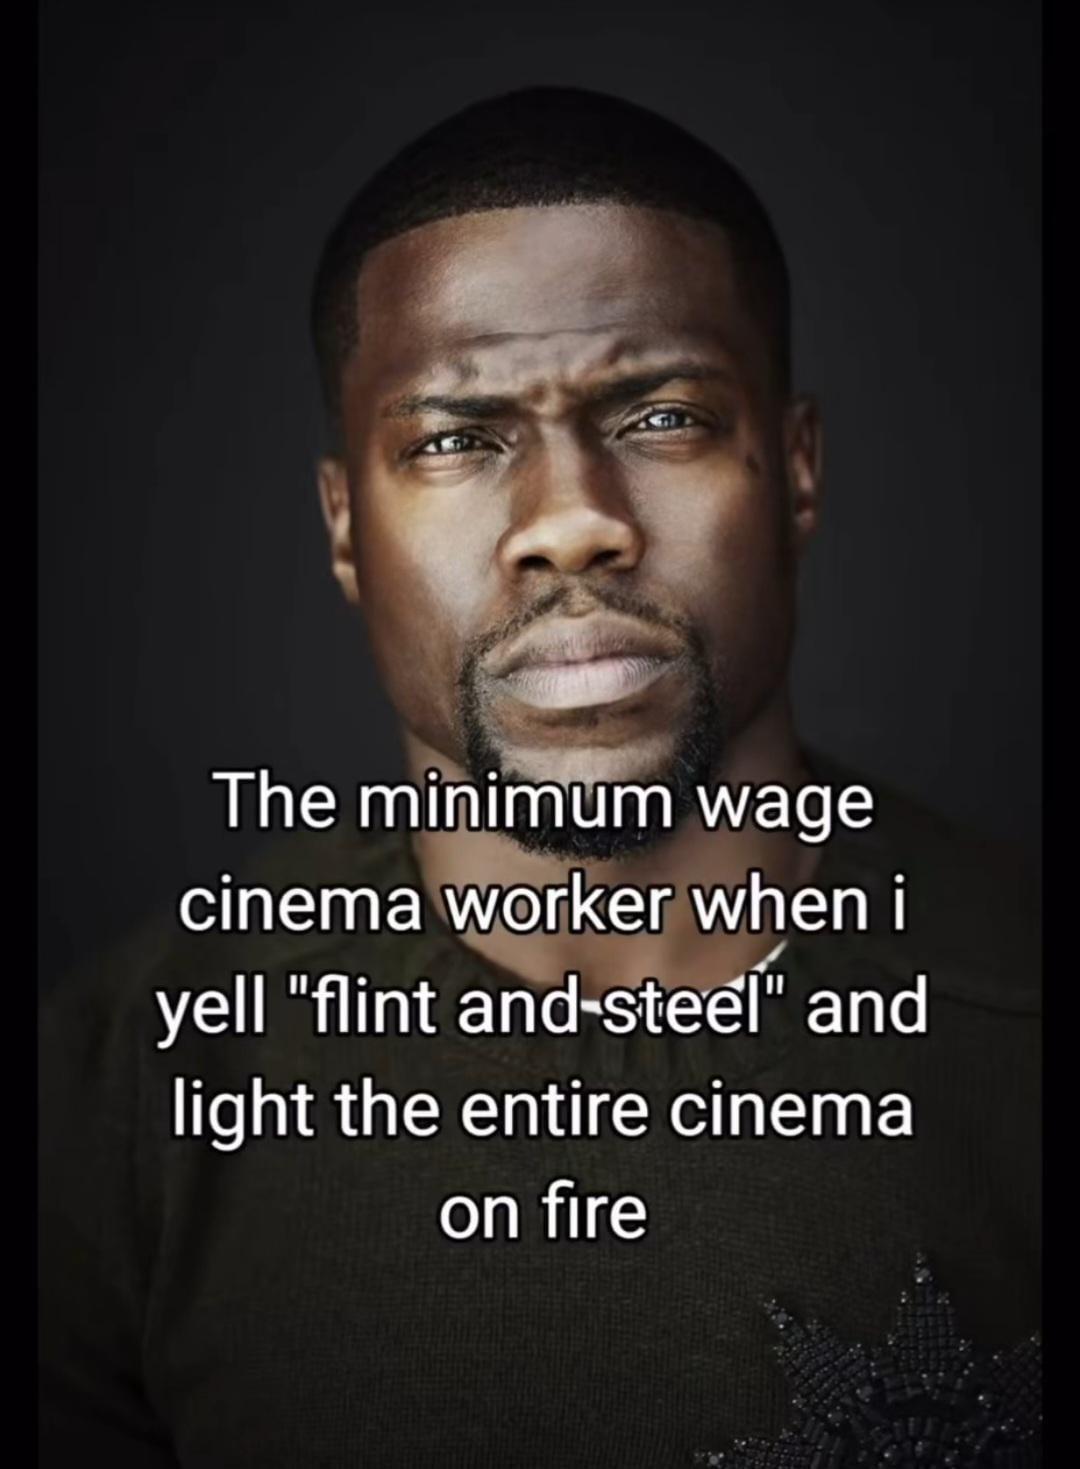 The minimum wage
cinema worker when i
yell "flint and steel" and
light the entire cinema
on fire